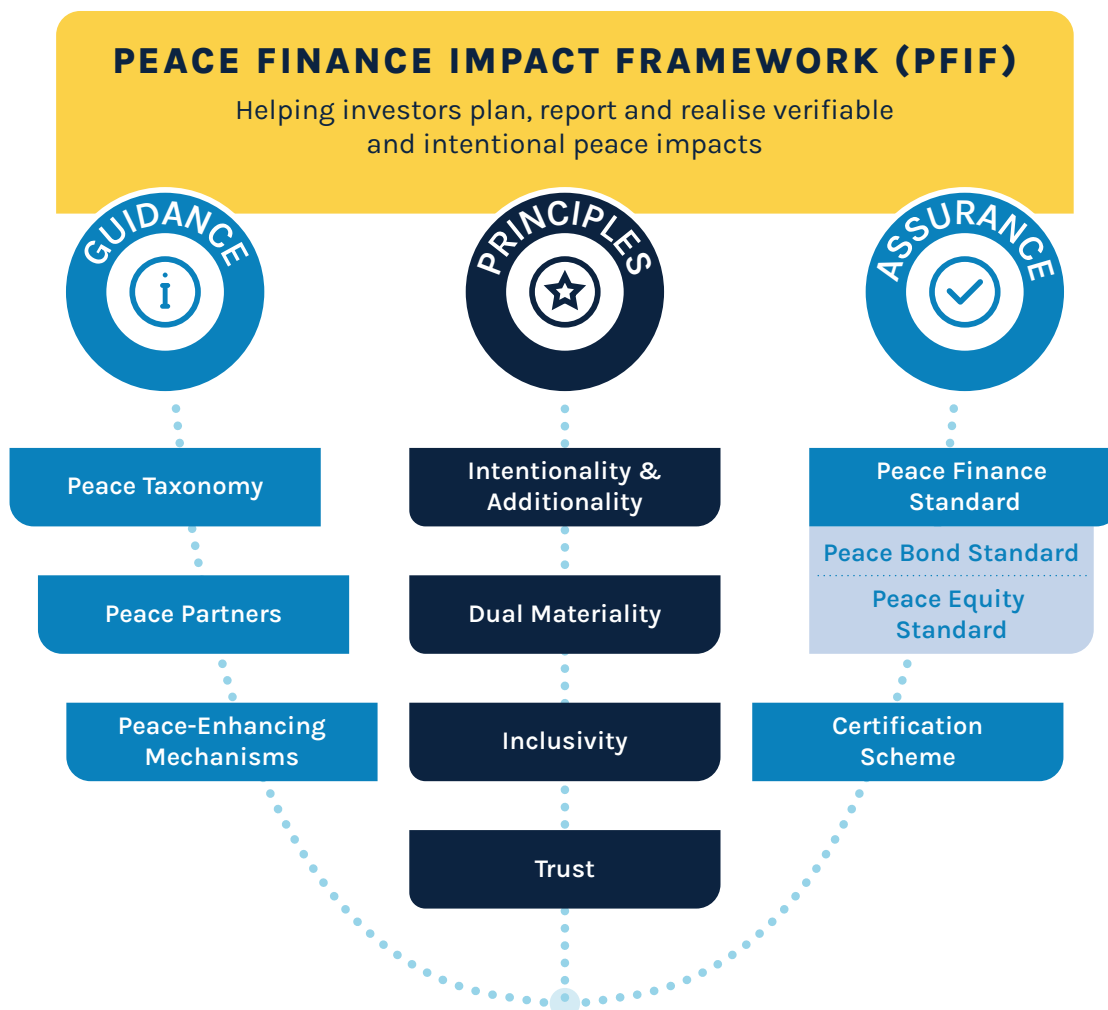 PEACE FINANCE IMPACT FRAMEWORK (PFIF)
Helping investors plan, report and realise verifiable
and intentional peace impacts
GUIDANCE
PRINCIPLES
ASSURANCE
Peace Taxonomy
Peace Partners
Peace-Enhancing
Mechanisms
Intentionality &
Additionality
Dual Materiality
Inclusivity
Trust
Peace Finance
Standard
Peace Bond Standard
Peace Equity
Standard
Certification
Scheme